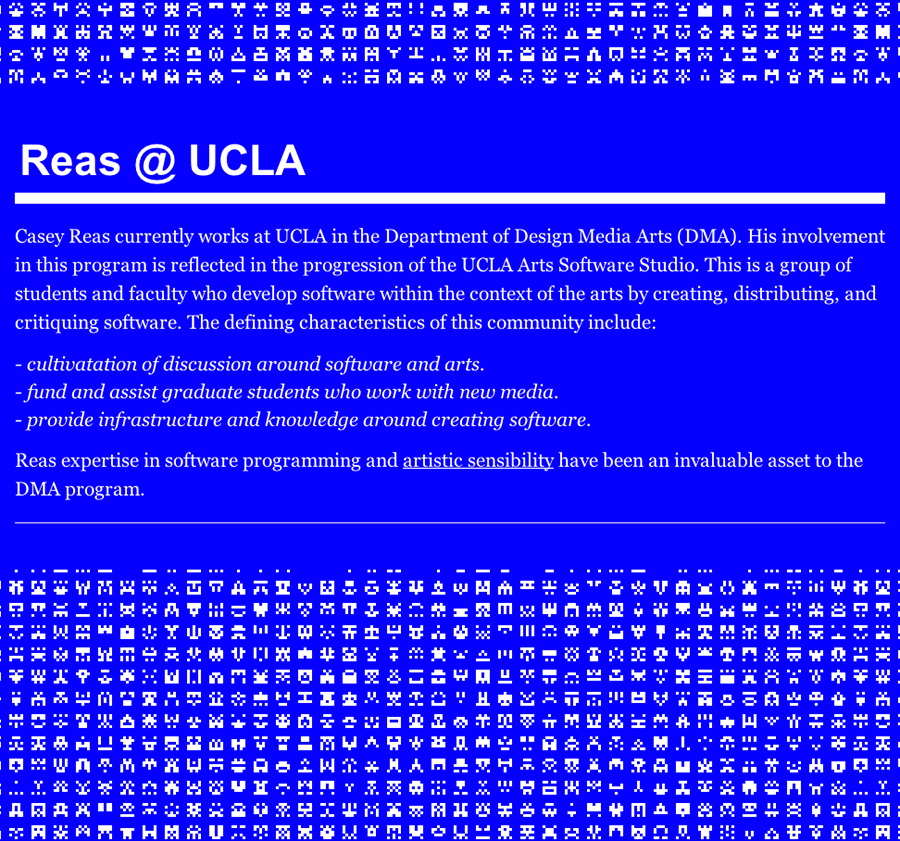 Reas @ UCLA
Casey Reas currently works at UCLA in the Department of Design Media Arts (DMA). His involvement
in this program is reflected in the progression of the UCLA Arts Software Studio. This is a group of
students and faculty who develop software within the context of the arts by creating, distributing, and
critiquing software. The defining characteristics of this community include:
- cultivatation of discussion around software and arts.
- fund and assist graduate students who work with new media.
- provide infrastructure and knowledge around creating software.
Reas expertise in software programming and artistic sensibility have been an invaluable asset to the
DMA program.